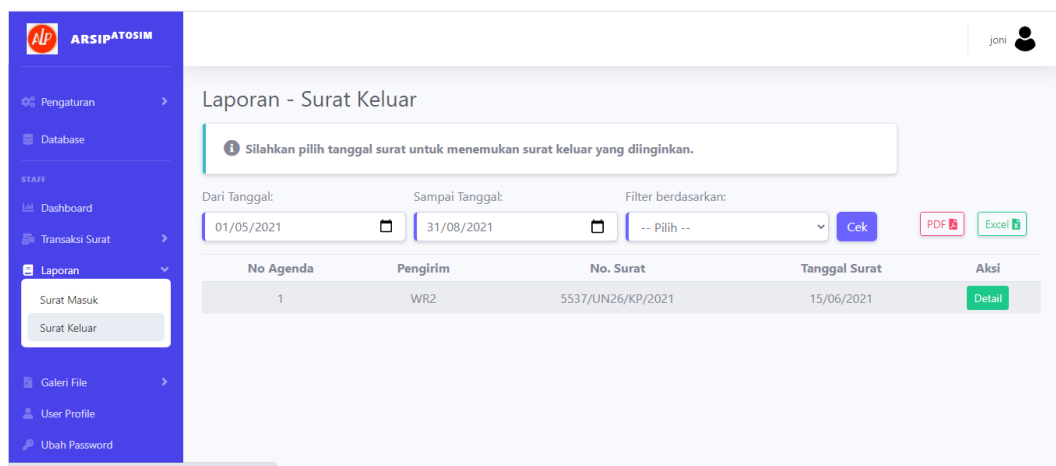 ALP
ARSIPATOSIM
joni
Pengaturan
Database
STAFF
Dashboard
Transaksi Surat
Laporan
Surat Masuk
Surat Keluar
Galeri File
User Profile
Ubah Password
Laporan - Surat Keluar
Silahkan pilih tanggal surat untuk menemukan surat keluar yang diinginkan.
Dari Tanggal: Sampai Tanggal: Filter berdasarkan:
01/05/2021 31/08/2021 -- Pilih -- Cek PDF Excel
No Agenda Pengirim No. Surat Tanggal Surat Aksi
1 WR2 5537/UN26/KP/2021 15/06/2021 Detail